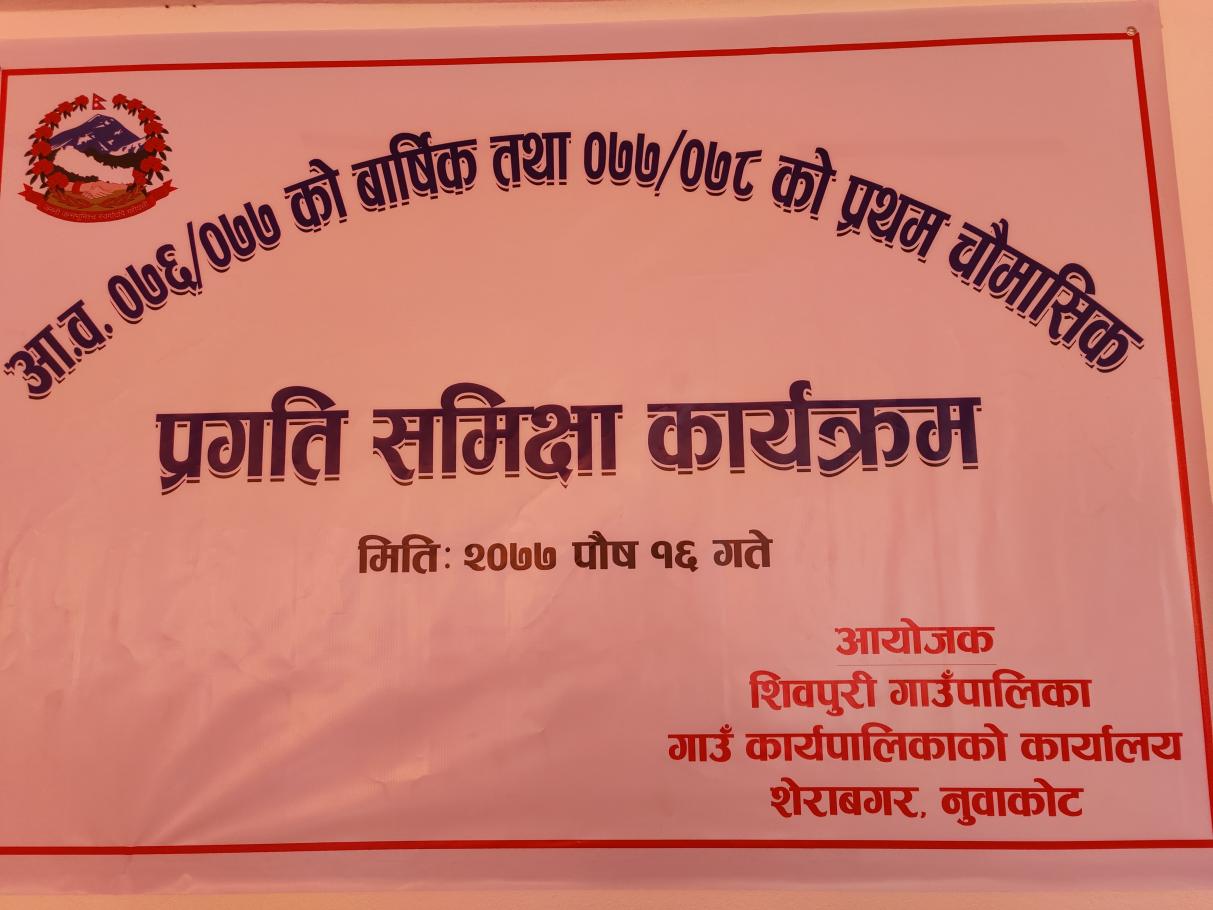 आ.व. ०७६/०७७ को बार्षिक तथा ०७७/०७८ को प्रथम चौमासिक
प्रगति समिक्षा कार्यक्रम
मिति: २०७७ पौष १६ गते
आयोजक
शिवपुरी गाउँपालिका
गाउँ कार्यपालिकाको कार्यालय
शेराबगर, नुवाकोट